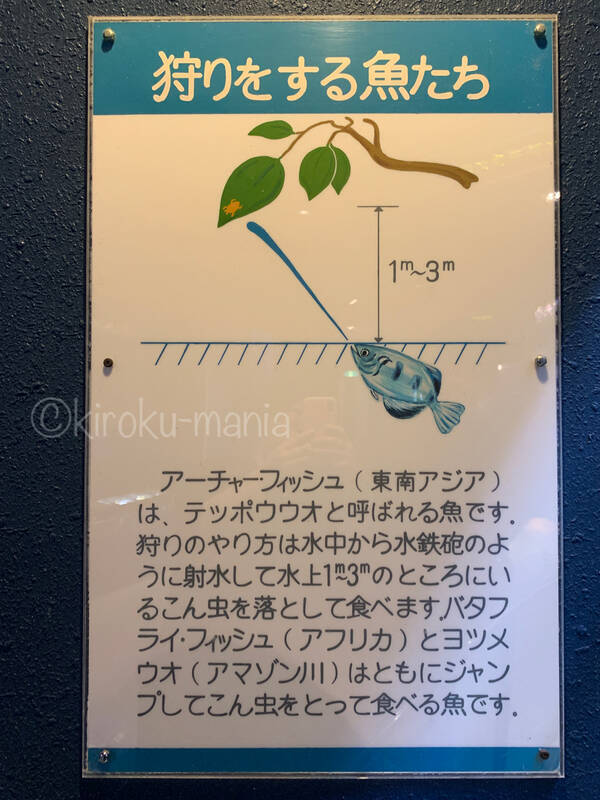 狩りをする魚たち
1m~3m
©kiroku-mania
アーチャー・フィッシュ(東南アジア)
は、テッポウウオと呼ばれる魚です.
狩りのやり方は水中から水鉄砲のよ
うに射水して水上1m~3mのところにい
るこん虫を落として食べます.バタフ
ライ・フィッシュ(アフリカ)とヨツメ
ウオ(アマゾン川)はともにジャン
プしてこん虫をとって食べる魚です.